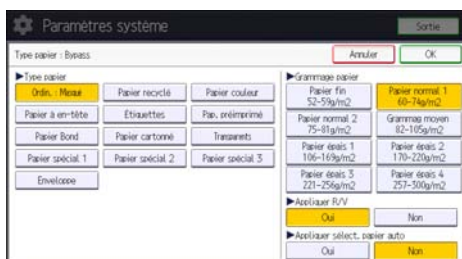 Paramètres système
Sortie
Type papier : Bypass
Annuler
OK
►Type papier
Ordin. : Mesuré
Papier recyclé
Papier couleur
Papier à en-tête
Etiquettes
Pap. préimprimé
Papier Bond
Papier cartonné
Transparents
Papier spécial 1
Papier spécial 2
Papier spécial 3
Enveloppe
►Grammage papier
Papier fin
52-59g/m2
Papier normal 1
60-74g/m2
Papier normal 2
75-81g/m2
Grammag moyen
82-105g/m2
Papier épais 1
106-169g/m2
Papier épais 2
170-220g/m2
Papier épais 3
221-256g/m2
Papier épais 4
257-300g/m2
►Appliquer R/V
Oui
Non
►Appliquer sélect. papier auto
Oui
Non